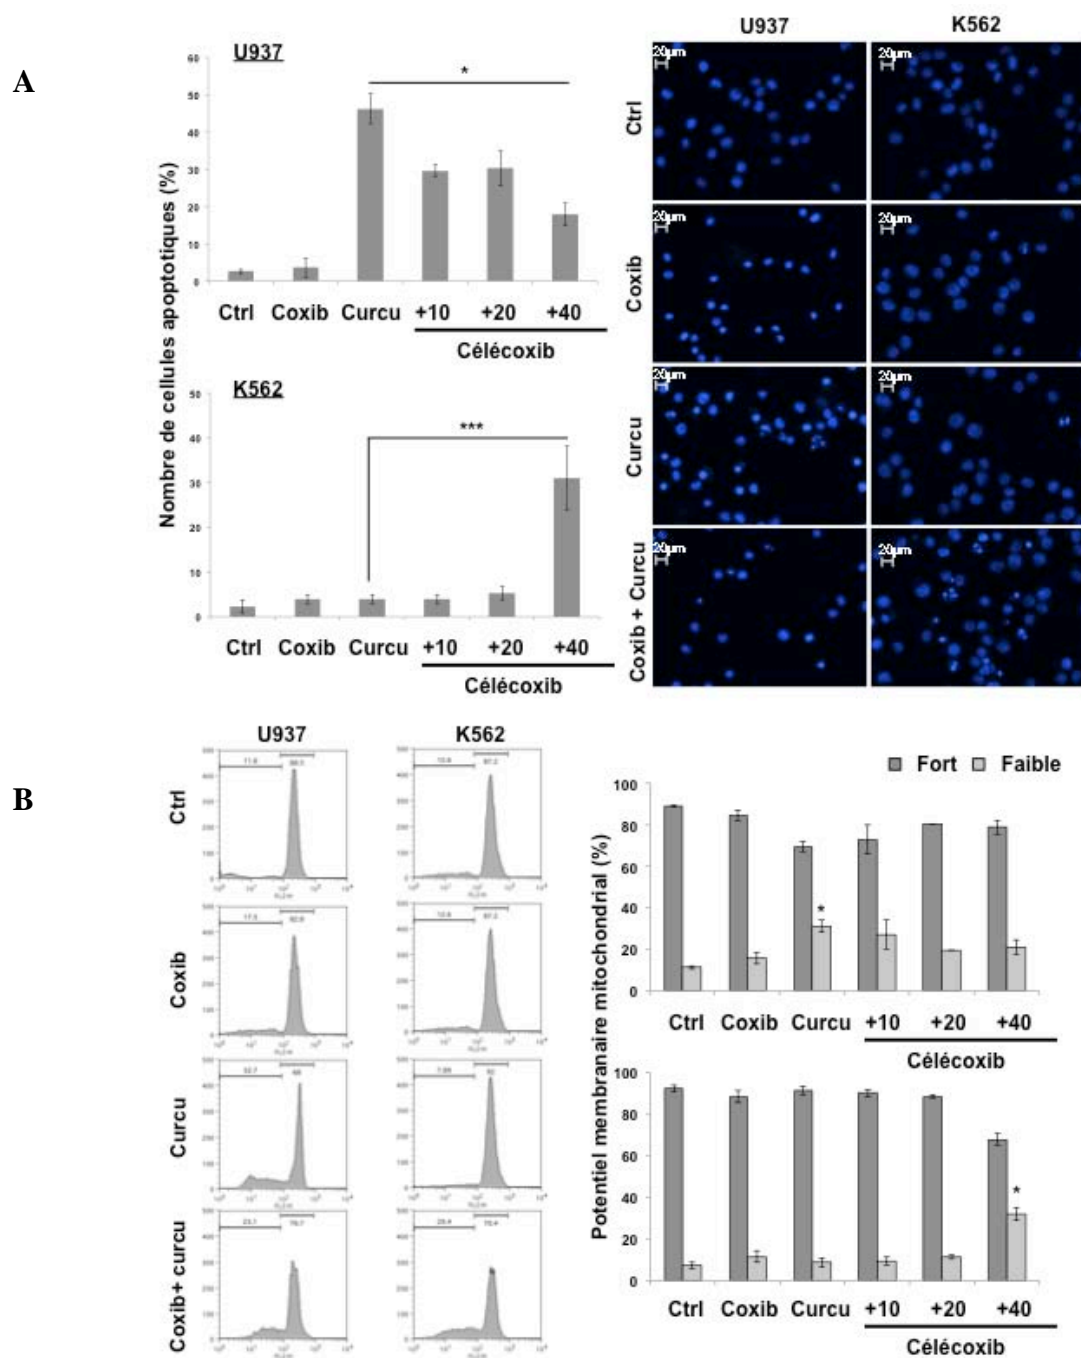 A
U937
Nombre de cellules apoptotiques (%)
60
50
40
30
20
10
0
*
Ctrl Coxib Curcu +10 +20 +40
Célécoxib
K562
50
40
30
20
10
0
***
Ctrl Coxib Curcu +10 +20 +40
Célécoxib
U937 K562
Ctrl
20µm 20µm
Coxib
20µm 20µm
Curcu
20µm 20µm
Coxib + Curcu
20µm 20µm
B
U937 K562
Ctrl
Coxib
Curcu
Coxib+ curcu
Fort Faible
Potentiel membranaire mitochondrial (%)
100
80
60
40
20
0
*
Ctrl Coxib Curcu +10 +20 +40
Célécoxib
100
80
60
40
20
0
*
Ctrl Coxib Curcu +10 +20 +40
Célécoxib